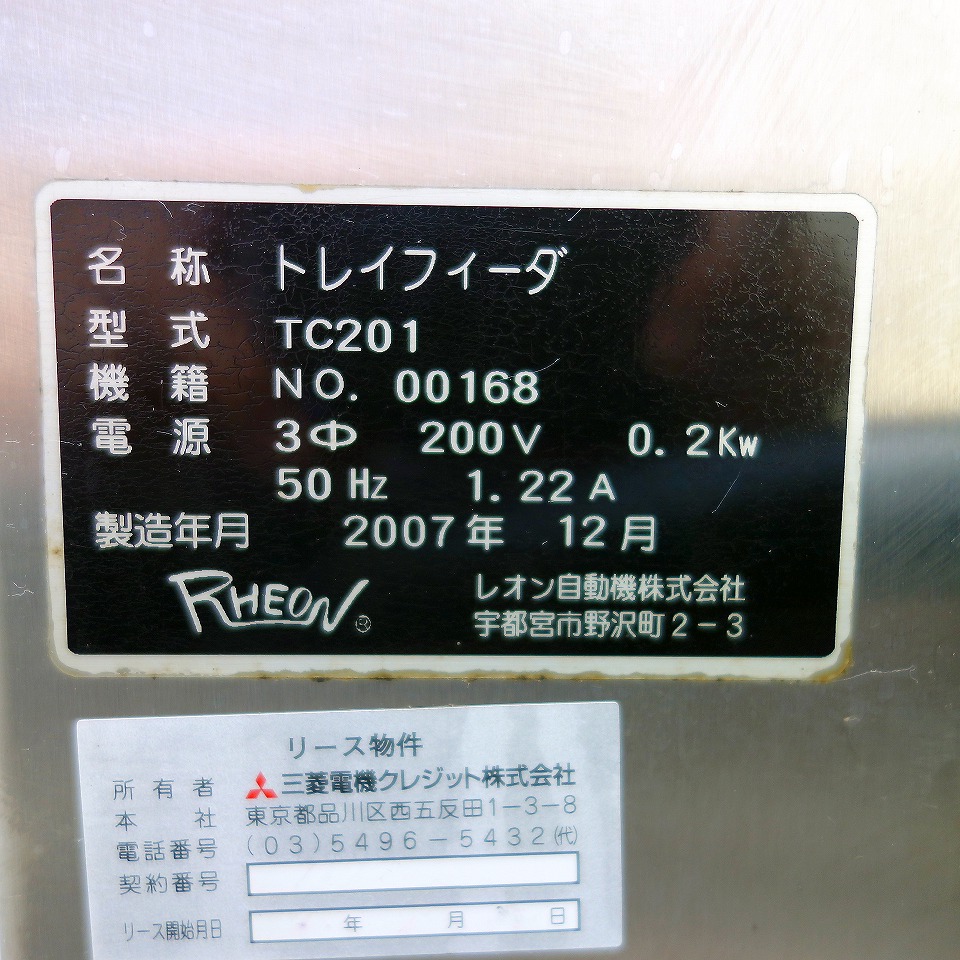 名称 トレイフィーダ
型式 TC201
機籍 NO. 00168
電源 3Φ 200V 0.2Kw
50Hz 1.22A
製造年月 2007年 12月
RHEON® レオン自動機株式会社
宇都宮市野沢町2-3
リース物件
所有者 三菱電機クレジット株式会社
本社 東京都品川区西五反田1-3-8
電話番号 (03)5496-5432(代)
契約番号
リース開始月日 年 月 日